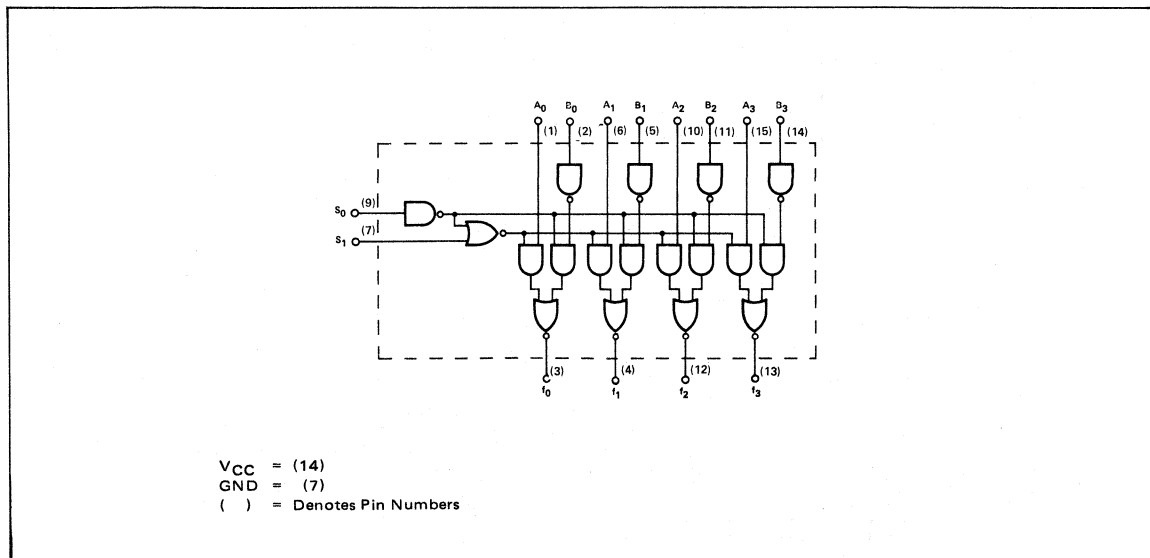 A0 B0 A1 B1 A2 B2 A3 B3
(1) (2) (6) (5) (10) (11) (15) (14)
S0 (9)
S1 (7)
(3) (4) (12) (13)
f0 f1 f2 f3
VCC = (14)
GND = (7)
( ) = Denotes Pin Numbers